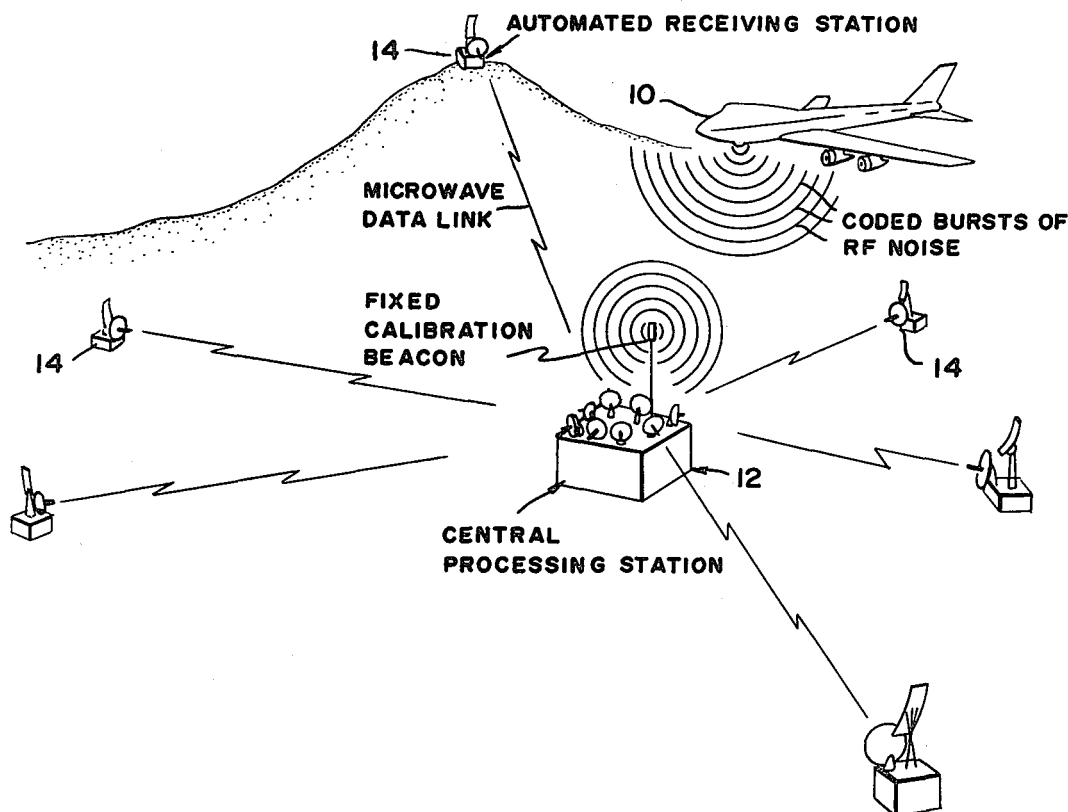 AUTOMATED RECEIVING STATION
14
10
MICROWAVE
DATA LINK
CODED BURSTS OF
RF NOISE
FIXED
CALIBRATION
BEACON
14
14
12
CENTRAL
PROCESSING STATION